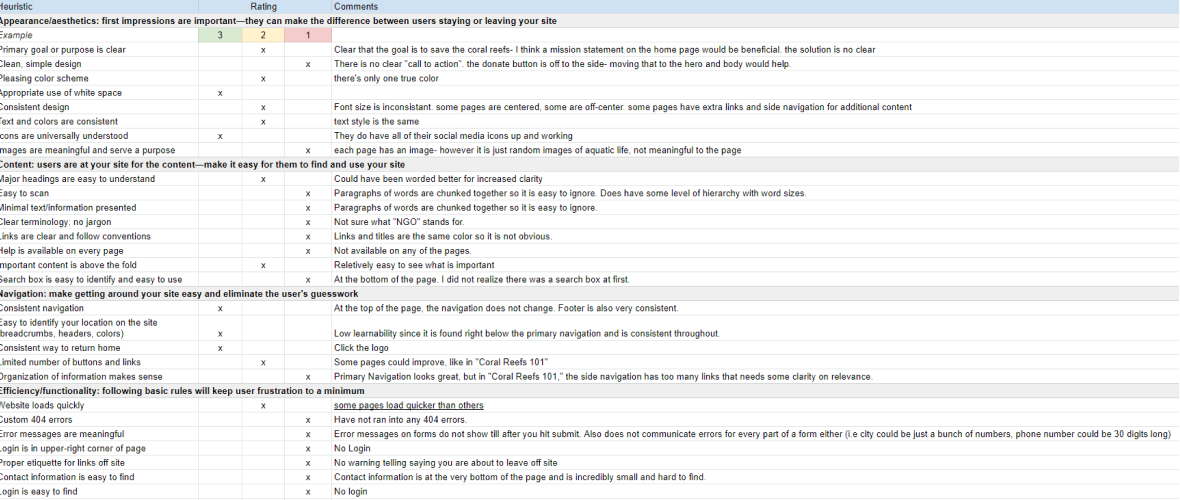 Heuristic Rating Comments
Appearance/aesthetics: first impressions are important—they can make the difference between users staying or leaving your site
Example 3 2 1
Primary goal or purpose is clear x Clear that the goal is to save the coral reefs- I think a mission statement on the home page would be beneficial. the solution is no clear
Clean, simple design x There is no clear "call to action". the donate button is off to the side- moving that to the hero and body would help.
Pleasing color scheme x there's only one true color
Appropriate use of white space x
Consistent design x Font size is inconsistant. some pages are centered, some are off-center. some pages have extra links and side navigation for additional content
Text and colors are consistent x text style is the same
cons are universally understood x They do have all of their social media icons up and working
mages are meaningful and serve a purpose x each page has an image- however it is just random images of aquatic life, not meaningful to the page
Content: users are at your site for the content—make it easy for them to find and use your site
Major headings are easy to understand x Could have been worded better for increased clarity
Easy to scan x Paragraphs of words are chunked together so it is easy to ignore. Does have some level of hierarchy with word sizes.
Minimal text/information presented x Paragraphs of words are chunked together so it is easy to ignore.
Clear terminology; no jargon x Not sure what "NGO" stands for.
Links are clear and follow conventions x Links and titles are the same color so it is not obvious.
Help is available on every page x Not available on any of the pages.
mportant content is above the fold x Reletively easy to see what is important
Search box is easy to identify and easy to use x At the bottom of the page. I did not realize there was a search box at first.
Navigation: make getting around your site easy and eliminate the user's guesswork
Consistent navigation x At the top of the page, the navigation does not change. Footer is also very consistent.
Easy to identify your location on the site
breadcrumbs, headers, colors) x Low learnability since it is found right below the primary navigation and is consistent throughout.
Consistent way to return home x Click the logo
Limited number of buttons and links x Some pages could improve, like in "Coral Reefs 101"
Organization of information makes sense x Primary Navigation looks great, but in "Coral Reefs 101," the side navigation has too many links that needs some clarity on relevance.
Efficiency/functionality: following basic rules will keep user frustration to a minimum
Website loads quickly x some pages load quicker than others
Custom 404 errors x Have not ran into any 404 errors.
Error messages are meaningful x Error messages on forms do not show till after you hit submit. Also does not communicate errors for every part of a form either (i.e city could be just a bunch of numbers, phone number could be 30 digits long)
Login is in upper-right corner of page x No Login
Proper etiquette for links off site x No warning telling saying you are about to leave off site
Contact information is easy to find x Contact information is at the very bottom of the page and is incredibly small and hard to find.
Login is easy to find x No login